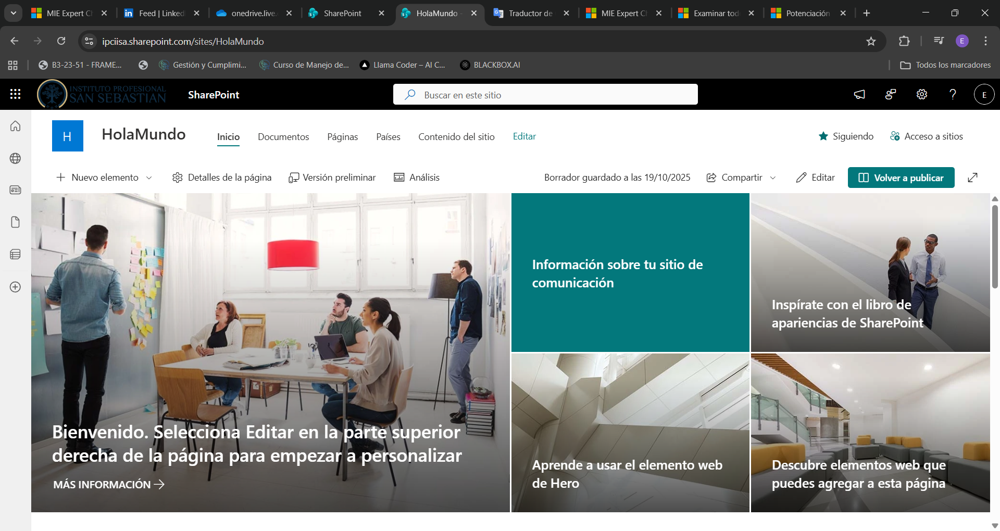 MIE Expert C
Feed | Linked
onedrive.live.
SharePoint
HolaMundo -
Traductor de
MIE Expert C
Examinar tod
Potenciación
ipciisa.sharepoint.com/sites/HolaMundo
E
B3-23-51 - FRAME...
Gestión y Cumplimi...
Curso de Manejo de...
Llama Coder – AI C...
BLACKBOX.AI
Todos los marcadores
INSTITUTO PROFESIONAL
SAN SEBASTIAN
SharePoint
Buscar en este sitio
E
H
HolaMundo
Inicio
Documentos
Páginas
Países
Contenido del sitio
Editar
Siguiendo
Acceso a sitios
Nuevo elemento
Detalles de la página
Versión preliminar
Análisis
Borrador guardado a las 19/10/2025
Compartir
Editar
Volver a publicar
Información sobre tu sitio de
comunicación
Inspírate con el libro de
apariencias de SharePoint
Bienvenido. Selecciona Editar en la parte superior
derecha de la página para empezar a personalizar
MÁS INFORMACIÓN
Aprende a usar el elemento web
de Hero
Descubre elementos web que
puedes agregar a esta página